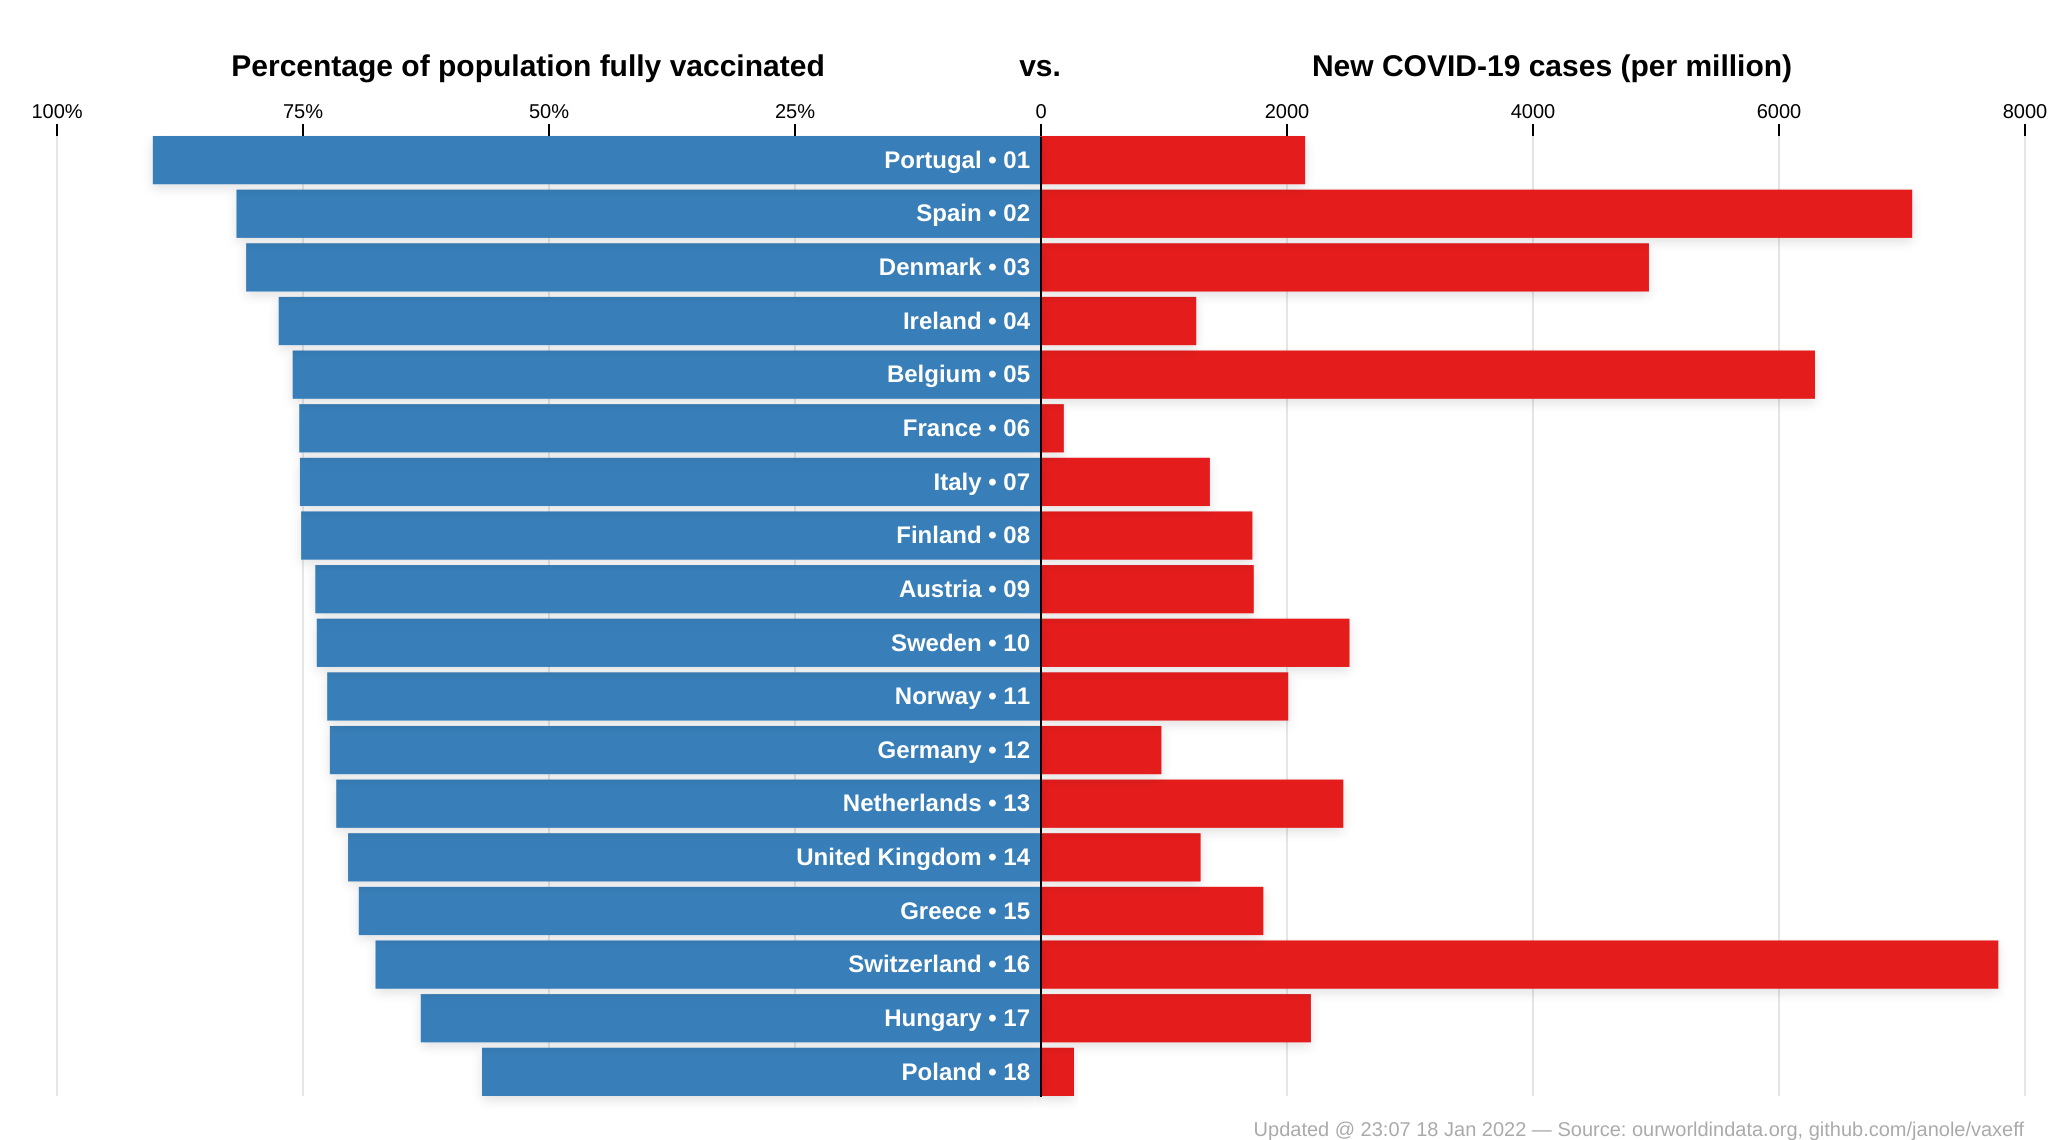 Percentage of population fully vaccinated vs. New COVID-19 cases (per million)
100% 75% 50% 25% 0 2000 4000 6000 8000
Portugal • 01
Spain • 02
Denmark • 03
Ireland • 04
Belgium • 05
France • 06
Italy • 07
Finland • 08
Austria • 09
Sweden • 10
Norway • 11
Germany • 12
Netherlands • 13
United Kingdom • 14
Greece • 15
Switzerland • 16
Hungary • 17
Poland • 18
Updated @ 23:07 18 Jan 2022 — Source: ourworldindata.org, github.com/janole/vaxeff